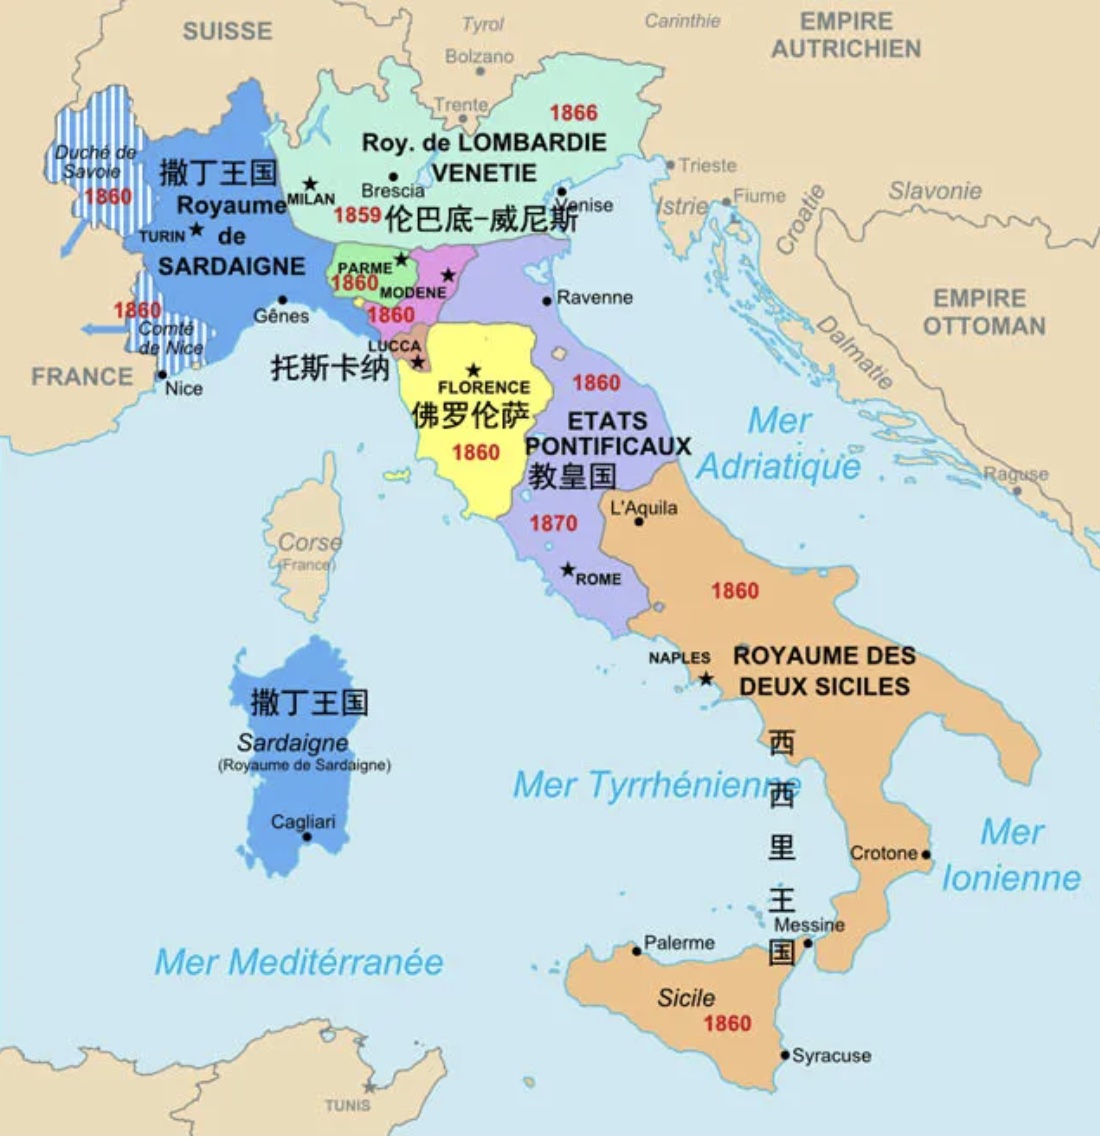 SUISSE
Tyrol
Carinthie
EMPIRE
AUTRICHIEN
Bolzano
Trente
1866
Roy. de LOMBARDIE
VENETIE
Duché de
Savoie
1860
撒丁王国
Royaume
de
SARDAIGNE
TURIN
MILAN
Brescia
1859
伦巴底-威尼斯
Venise
Trieste
Istrie
Fiume
Croatie
Slavonie
PARME
1860
MODENE
1860
Ravenne
EMPIRE
OTTOMAN
1860
Comté
de Nice
Gênes
LUCCA
托斯卡纳
FRANCE
Nice
FLORENCE
佛罗伦萨
1860
1860
ETATS
PONTIFICAUX
教皇国
Dalmatie
Mer
Adriatique
Raguse
1870
L'Aquila
Corse
(France)
ROME
1860
NAPLES
ROYAUME DES
DEUX SICILES
撒丁王国
Sardaigne
(Royaume de Sardaigne)
Cagliari
Mer Tyrrhénienne
西
西
里
王
国
Crotone
Mer
Ionienne
Messine
Palerme
Mer Meditérranée
Sicile
1860
Syracuse
TUNIS